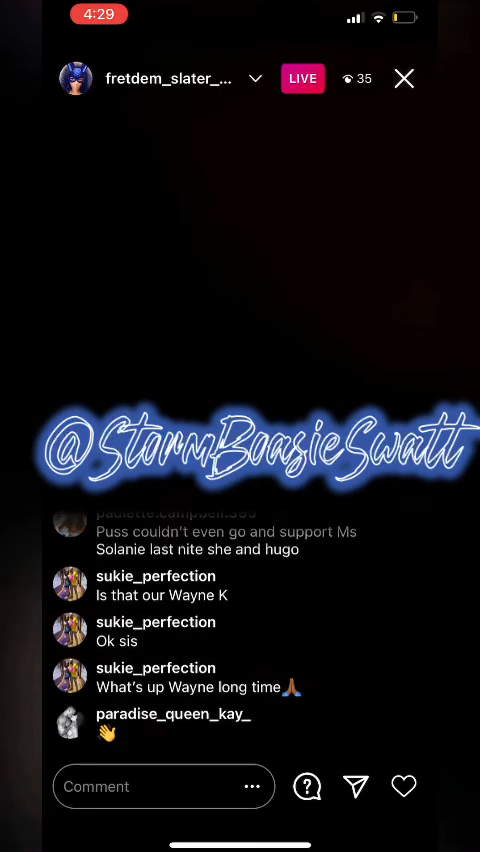 4:29
fretdem_slater_...
LIVE
35
@StormBoasieSwatt
paulette.campbell.395
Puss couldn't even go and support Ms
Solanie last nite she and hugo
sukie_perfection
Is that our Wayne K
sukie_perfection
Ok sis
sukie_perfection
What's up Wayne long time🙏🏾
paradise_queen_kay_
👋
Comment